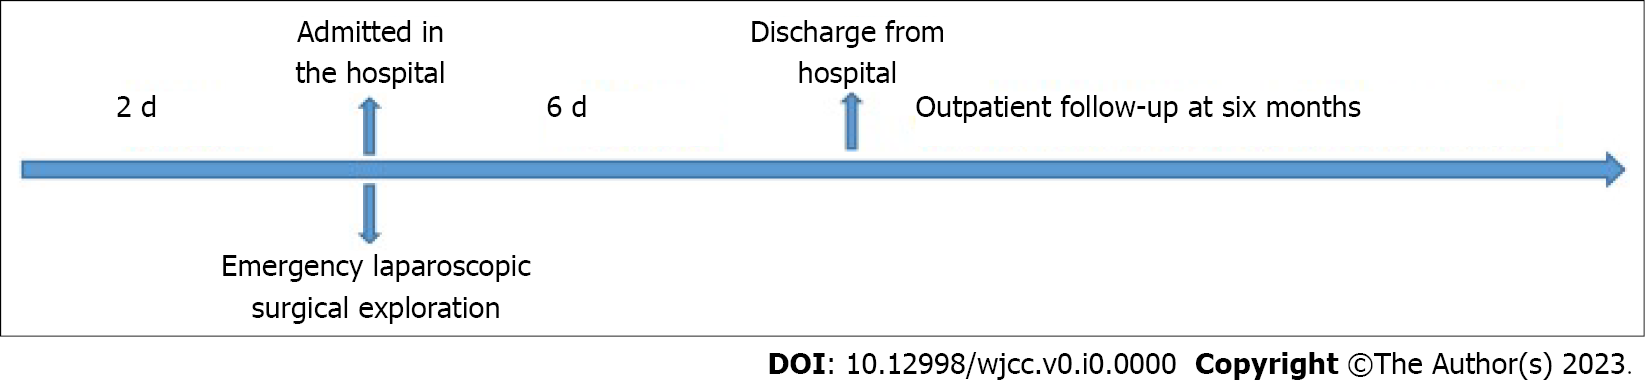 Admitted in
the hospital
Discharge from
hospital
2 d
6 d
Outpatient follow-up at six months
Emergency laparoscopic
surgical exploration
DOI: 10.12998/wjcc.v0.i0.0000 Copyright ©The Author(s) 2023.